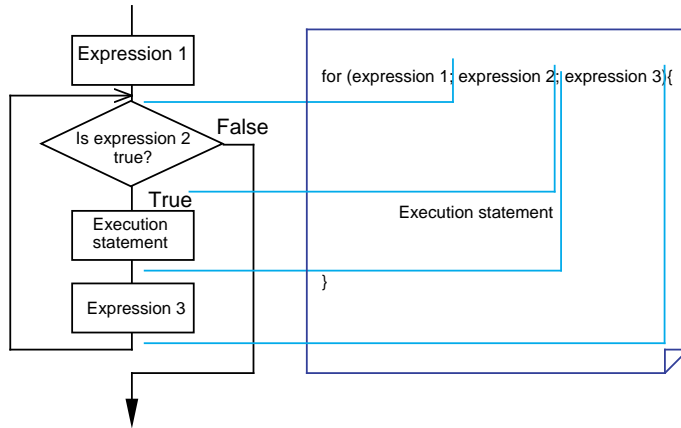 Expression 1
Is expression 2
true?
False
True
Execution
statement
Expression 3
for (expression 1; expression 2; expression 3){
Execution statement
}